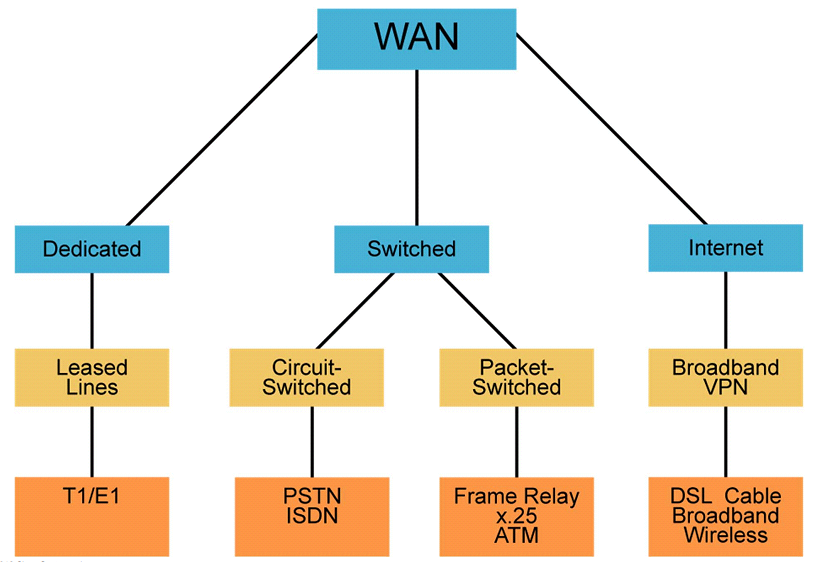 WAN
Dedicated
Switched
Internet
Leased
Lines
Circuit-
Switched
Packet-
Switched
Broadband
VPN
T1/E1
PSTN
ISDN
Frame Relay
x.25
ATM
DSL Cable
Broadband
Wireless